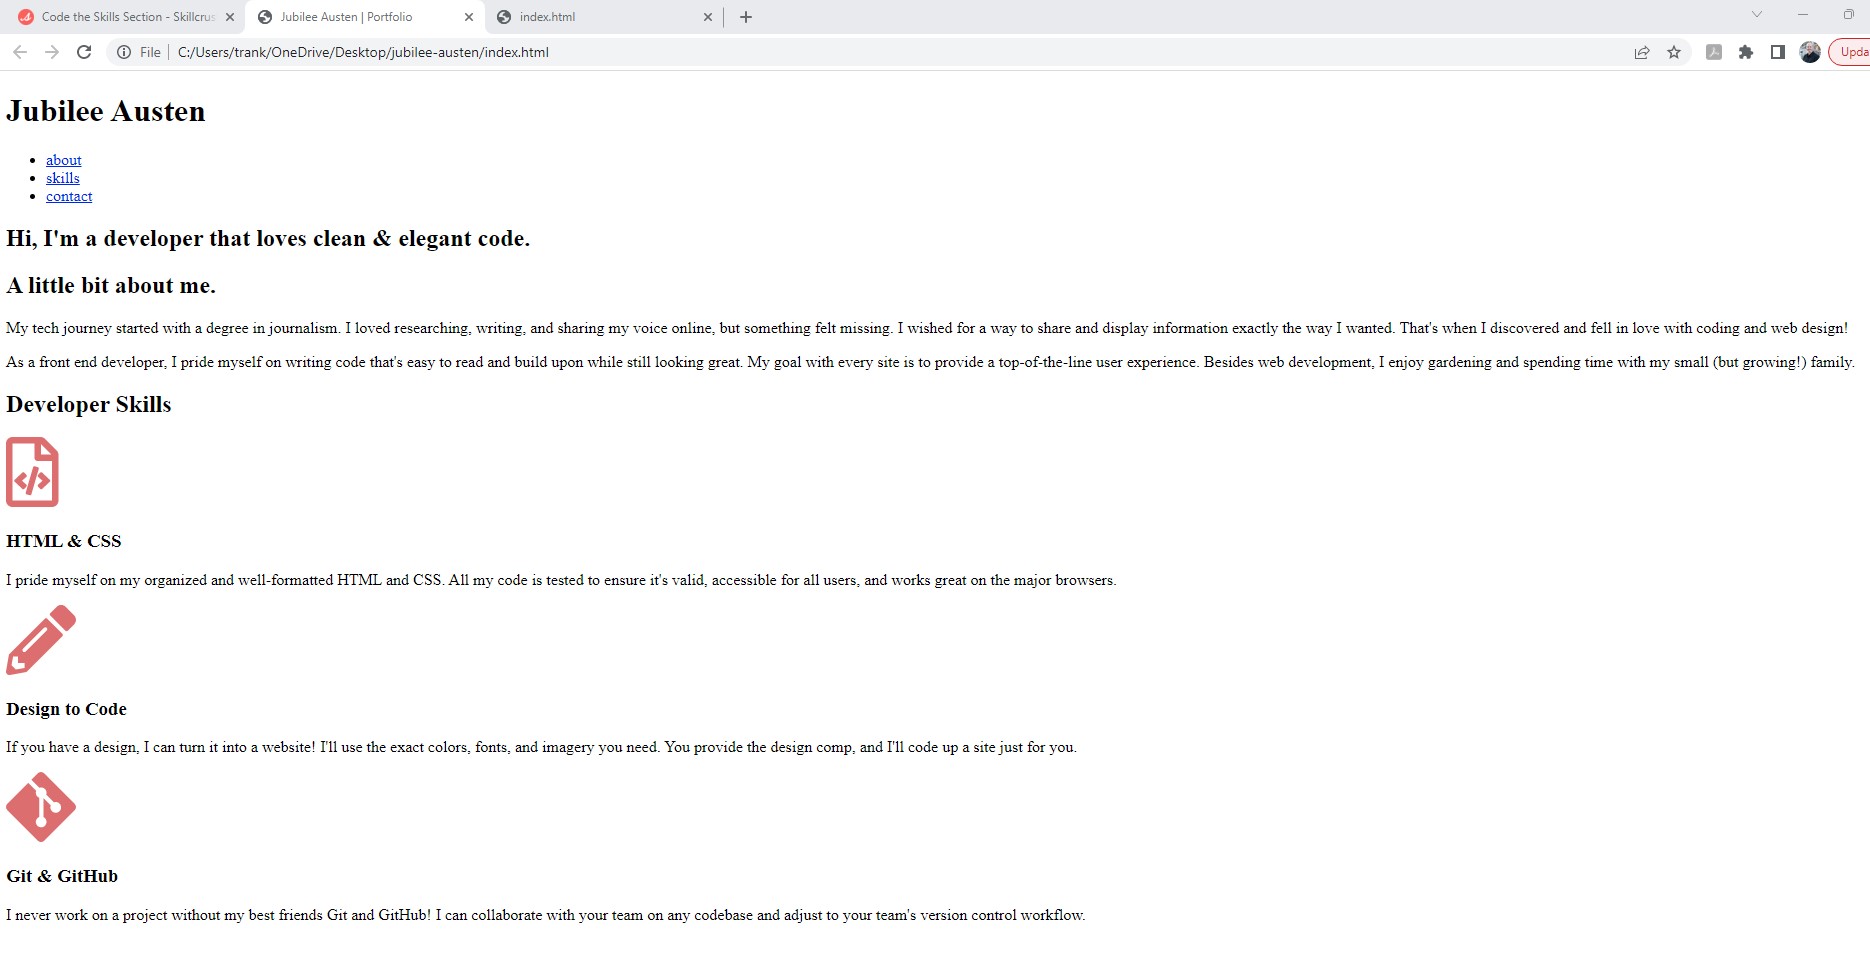 Code the Skills Section - Skillcrus
Jubilee Austen | Portfolio
index.html
File
C:/Users/trank/OneDrive/Desktop/jubilee-austen/index.html
Upda
Jubilee Austen
about
skills
contact
Hi, I'm a developer that loves clean & elegant code.
A little bit about me.
My tech journey started with a degree in journalism. I loved researching, writing, and sharing my voice online, but something felt missing. I wished for a way to share and display information exactly the way I wanted. That's when I discovered and fell in love with coding and web design!
As a front end developer, I pride myself on writing code that's easy to read and build upon while still looking great. My goal with every site is to provide a top-of-the-line user experience. Besides web development, I enjoy gardening and spending time with my small (but growing!) family.
Developer Skills
HTML & CSS
I pride myself on my organized and well-formatted HTML and CSS. All my code is tested to ensure it's valid, accessible for all users, and works great on the major browsers.
Design to Code
If you have a design, I can turn it into a website! I'll use the exact colors, fonts, and imagery you need. You provide the design comp, and I'll code up a site just for you.
Git & GitHub
I never work on a project without my best friends Git and GitHub! I can collaborate with your team on any codebase and adjust to your team's version control workflow.